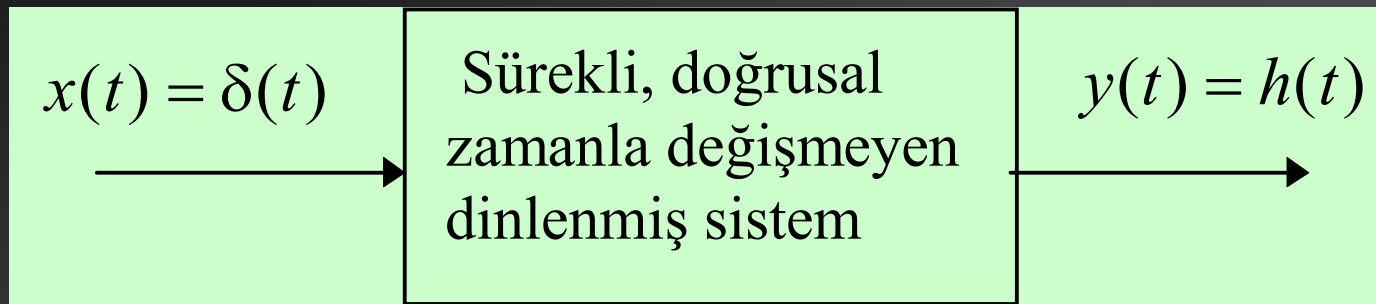 x(t) = δ(t)
Sürekli, doğrusal
zamanla değişmeyen
dinlenmiş sistem
y(t) = h(t)